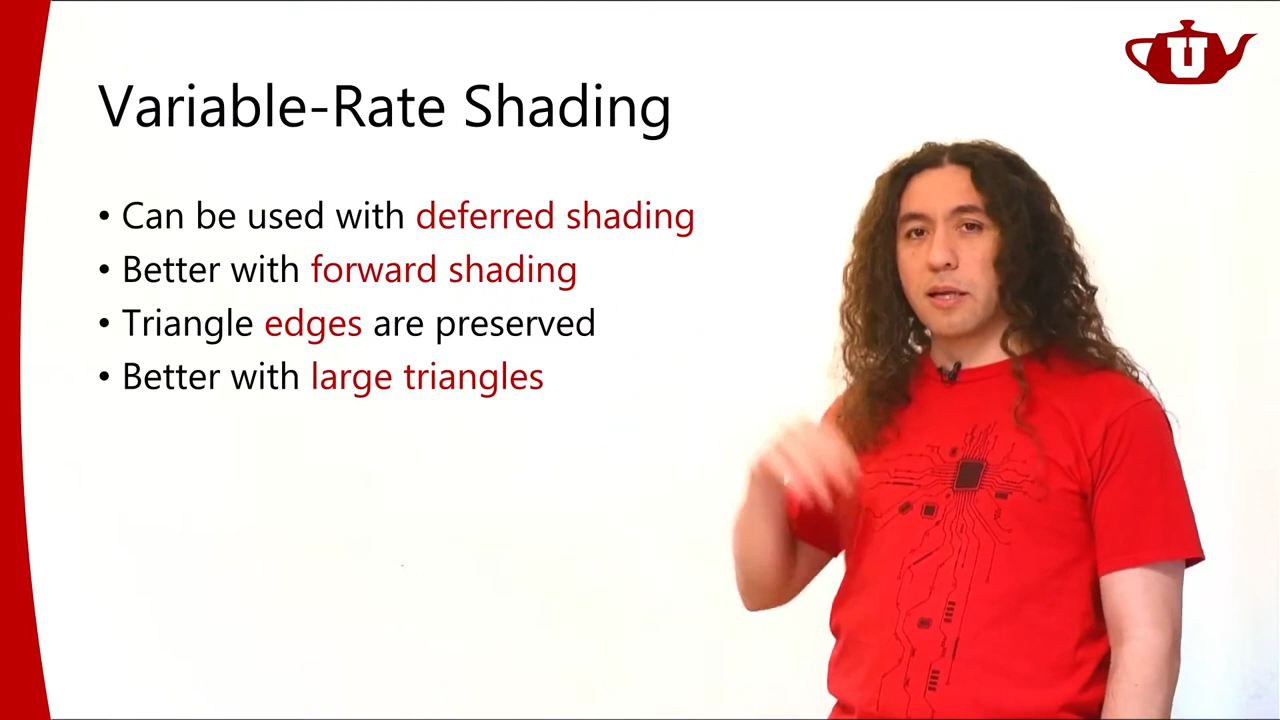 U
Variable-Rate Shading
• Can be used with deferred shading
• Better with forward shading
• Triangle edges are preserved
• Better with large triangles